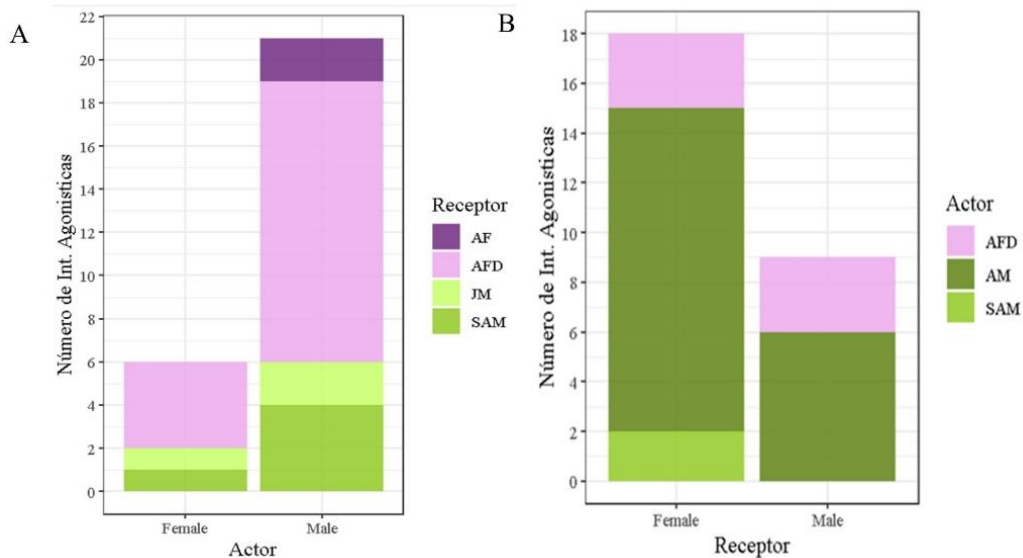 A
Número de Int. Agonisticas
22
20
18
16
14
12
10
8
6
4
2
0
Female
Male
Actor
Receptor
AF
AFD
JM
SAM
B
Número de Int. Agonisticas
18
16
14
12
10
8
6
4
2
0
Female
Male
Receptor
Actor
AFD
AM
SAM